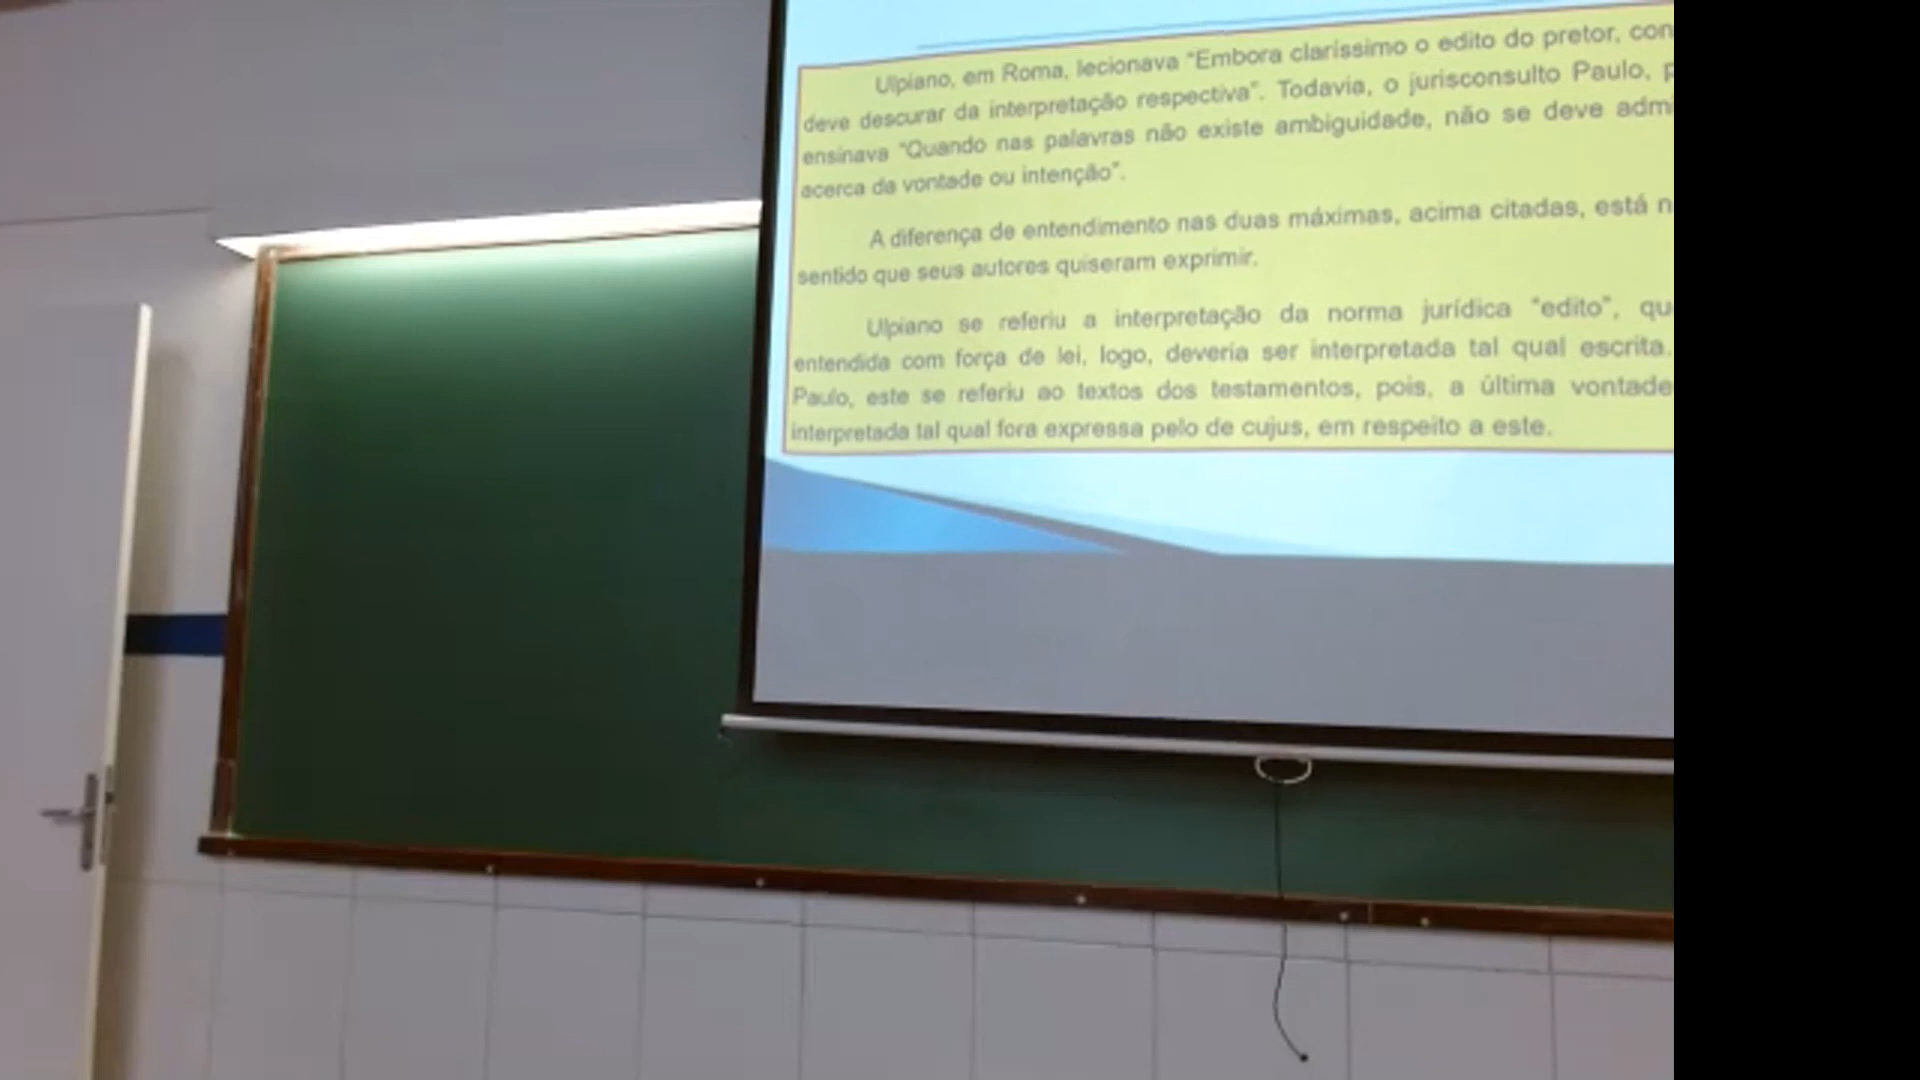 Ulpiano, em Roma, lecionava "Embora claríssimo o edito do pretor, con
deve descurar da interpretação respectiva". Todavia, o jurisconsulto Paulo, p
ensinava "Quando nas palavras não existe ambiguidade, não se deve adm
acerca da vontade ou intenção".
A diferença de entendimento nas duas máximas, acima citadas, está n
sentido que seus autores quiseram exprimir.
Ulpiano se referiu a interpretação da norma jurídica "edito", qu
entendida com força de lei, logo, deveria ser interpretada tal qual escrita.
Paulo, este se referiu ao textos dos testamentos, pois, a última vontade
interpretada tal qual fora expressa pelo de cujus, em respeito a este.